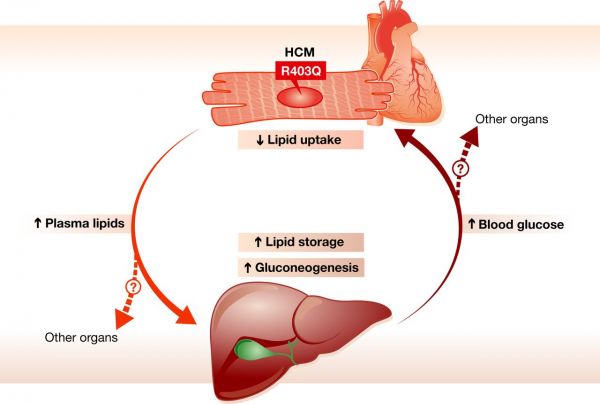 HCM
R403Q
↓ Lipid uptake
Other organs
?
↑ Plasma lipids
↑ Blood glucose
↑ Lipid storage
↑ Gluconeogenesis
?
Other organs